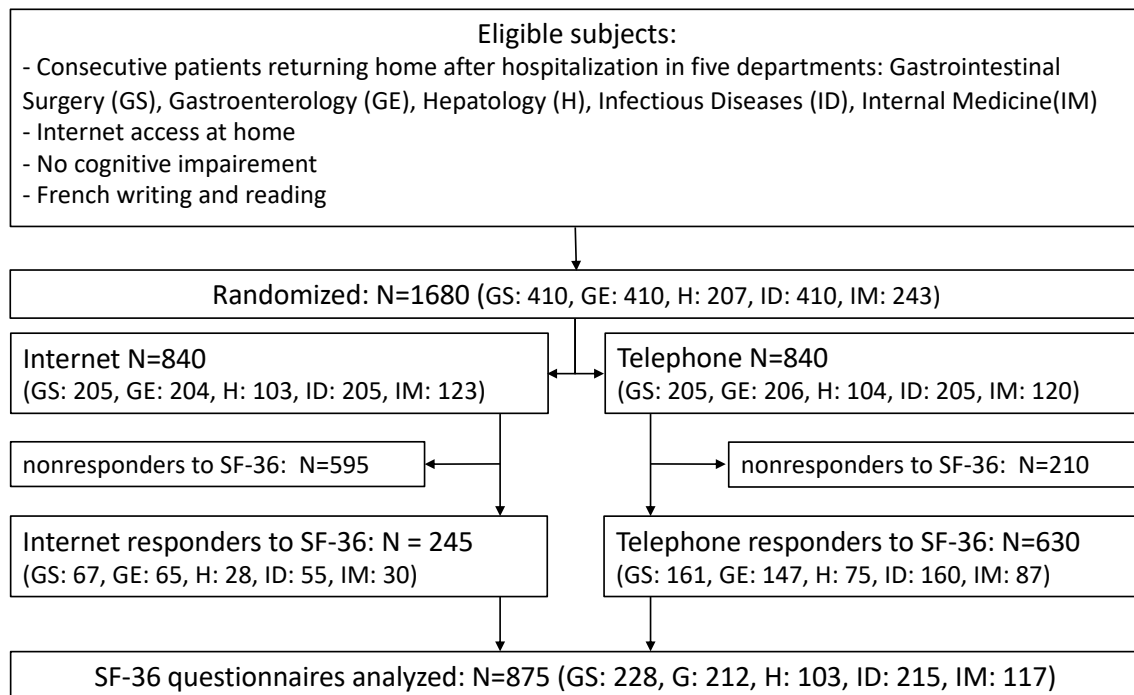 Eligible subjects:
- Consecutive patients returning home after hospitalization in five departments: Gastrointestinal
Surgery (GS), Gastroenterology (GE), Hepatology (H), Infectious Diseases (ID), Internal Medicine(IM)
- Internet access at home
- No cognitive impairement
- French writing and reading
Randomized: N=1680 (GS: 410, GE: 410, H: 207, ID: 410, IM: 243)
Internet N=840
(GS: 205, GE: 204, H: 103, ID: 205, IM: 123)
Telephone N=840
(GS: 205, GE: 206, H: 104, ID: 205, IM: 120)
nonresponders to SF-36: N=595
nonresponders to SF-36: N=210
Internet responders to SF-36: N = 245
(GS: 67, GE: 65, H: 28, ID: 55, IM: 30)
Telephone responders to SF-36: N=630
(GS: 161, GE: 147, H: 75, ID: 160, IM: 87)
SF-36 questionnaires analyzed: N=875 (GS: 228, G: 212, H: 103, ID: 215, IM: 117)